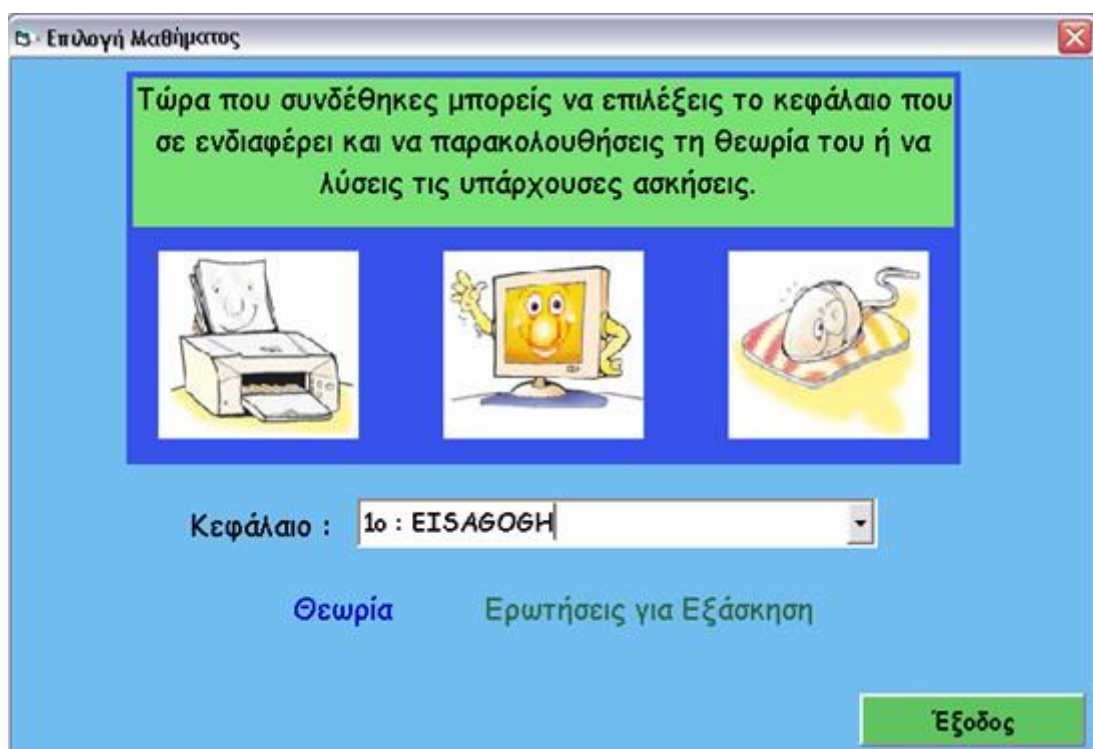 Επιλογή Μαθήματος
Τώρα που συνδέθηκες μπορείς να επιλέξεις το κεφάλαιο που
σε ενδιαφέρει και να παρακολουθήσεις τη θεωρία του ή να
λύσεις τις υπάρχουσες ασκήσεις.
Κεφάλαιο : 1ο : EISAGOGH
Θεωρία Ερωτήσεις για Εξάσκηση
Έξοδος